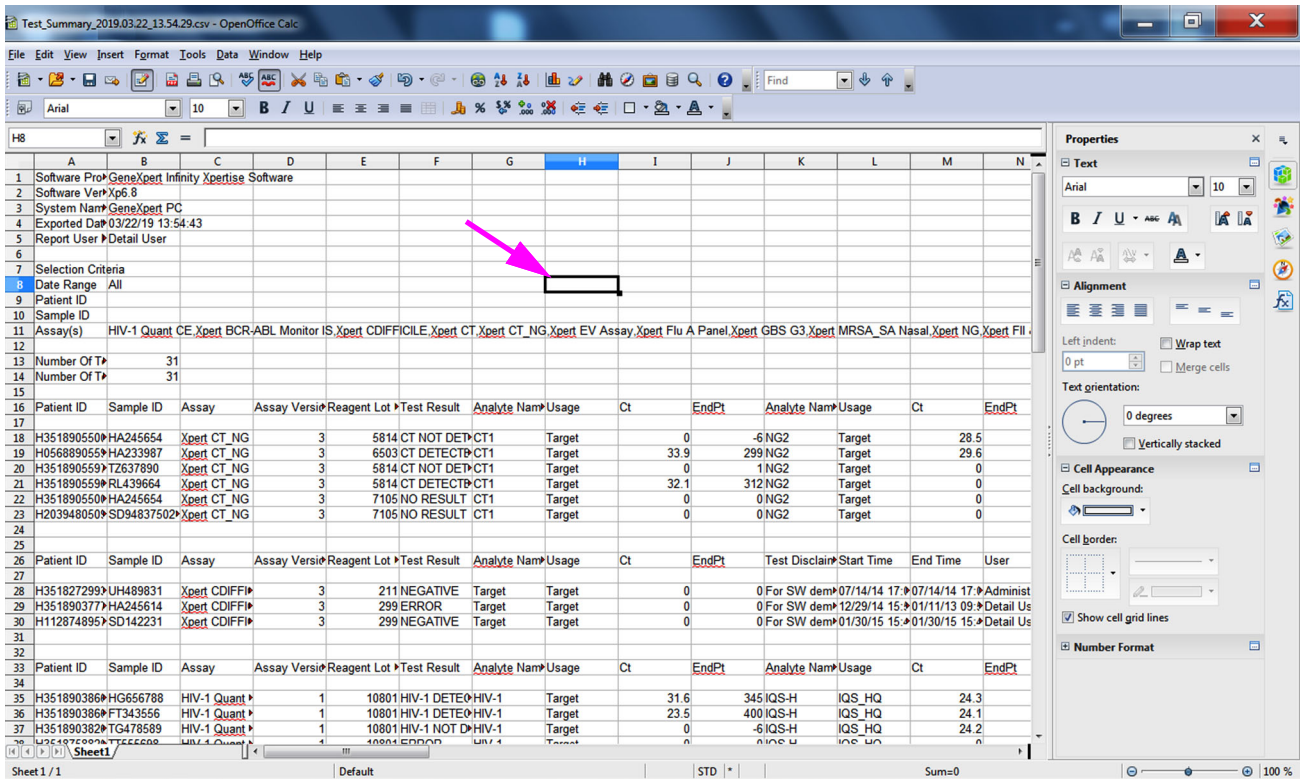 Test_Summary_2019.03.22_13.54.29.csv - OpenOffice Calc
File Edit View Insert Format Tools Data Window Help
Find
Arial 10 B I U
H8
A B C D E F G H I J K L M N
1 Software Pro GeneXpert Infinity Xpertise Software
2 Software Ver Xp6.8
3 System Nam GeneXpert PC
4 Exported Dat 03/22/19 13:54:43
5 Report User Detail User
6
7 Selection Criteria
8 Date Range All
9 Patient ID
10 Sample ID
11 Assay(s) HIV-1 Quant CE,Xpert BCR-ABL Monitor IS,Xpert CDIFFICILE,Xpert CT,Xpert CT_NG,Xpert EV Assay,Xpert Flu A Panel,Xpert GBS G3,Xpert MRSA_SA Nasal,Xpert NG,Xpert FII
12
13 Number Of T 31
14 Number Of T 31
15
16 Patient ID Sample ID Assay Assay Versio Reagent Lot Test Result Analyte Nam Usage Ct EndPt Analyte Nam Usage Ct EndPt
17
18 H351890550 HA245654 Xpert CT_NG 3 5814 CT NOT DET CT1 Target 0 -6 NG2 Target 28.5
19 H056889055 HA233987 Xpert CT_NG 3 6503 CT DETECT CT1 Target 33.9 299 NG2 Target 29.6
20 H351890559 TZ637890 Xpert CT_NG 3 5814 CT NOT DET CT1 Target 0 1 NG2 Target 0
21 H351890559 RL439664 Xpert CT_NG 3 5814 CT DETECT CT1 Target 32.1 312 NG2 Target 0
22 H351890550 HA245654 Xpert CT_NG 3 7105 NO RESULT CT1 Target 0 0 NG2 Target 0
23 H203948050 SD94837502 Xpert CT_NG 3 7105 NO RESULT CT1 Target 0 0 NG2 Target 0
24
25
26 Patient ID Sample ID Assay Assay Versio Reagent Lot Test Result Analyte Nam Usage Ct EndPt Test Disclain Start Time End Time User
27
28 H351827299 UH489831 Xpert CDIFFI 3 211 NEGATIVE Target Target 0 0 For SW dem 07/14/14 17: 07/14/14 17: Administ
29 H351890377 HA245614 Xpert CDIFFI 3 299 ERROR Target Target 0 0 For SW dem 12/29/14 15: 01/11/13 09: Detail Us
30 H112874895 SD142231 Xpert CDIFFI 3 299 NEGATIVE Target Target 0 0 For SW dem 01/30/15 15: 01/30/15 15: Detail Us
31
32
33 Patient ID Sample ID Assay Assay Versio Reagent Lot Test Result Analyte Nam Usage Ct EndPt Analyte Nam Usage Ct EndPt
34
35 H351890386 HG656788 HIV-1 Quant 1 10801 HIV-1 DETE HIV-1 Target 31.6 345 IQS-H IQS_HQ 24.3
36 H351890386 FT343556 HIV-1 Quant 1 10801 HIV-1 DETE HIV-1 Target 23.5 400 IQS-H IQS_HQ 24.1
37 H351890382 TG478589 HIV-1 Quant 1 10801 HIV-1 NOT D HIV-1 Target 0 -6 IQS-H IQS_HQ 24.2
Sheet1
Sheet 1 / 1 Default STD * Sum=0 100 %
Properties
Text
Arial 10
B I U ABC
Alignment
Left indent: Wrap text
0 pt Merge cells
Text orientation:
0 degrees
Vertically stacked
Cell Appearance
Cell background:
Cell border:
Show cell grid lines
Number Format